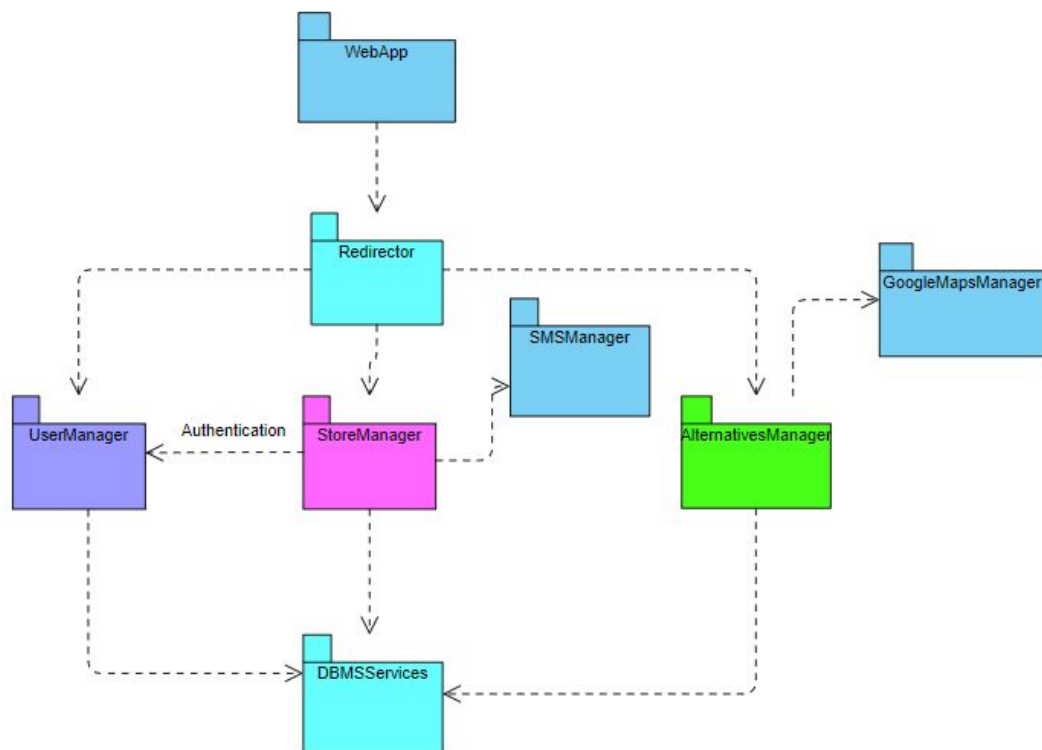 WebApp
Redirector
GoogleMapsManager
SMSManager
UserManager
Authentication
StoreManager
AlternativesManager
DBMSServices